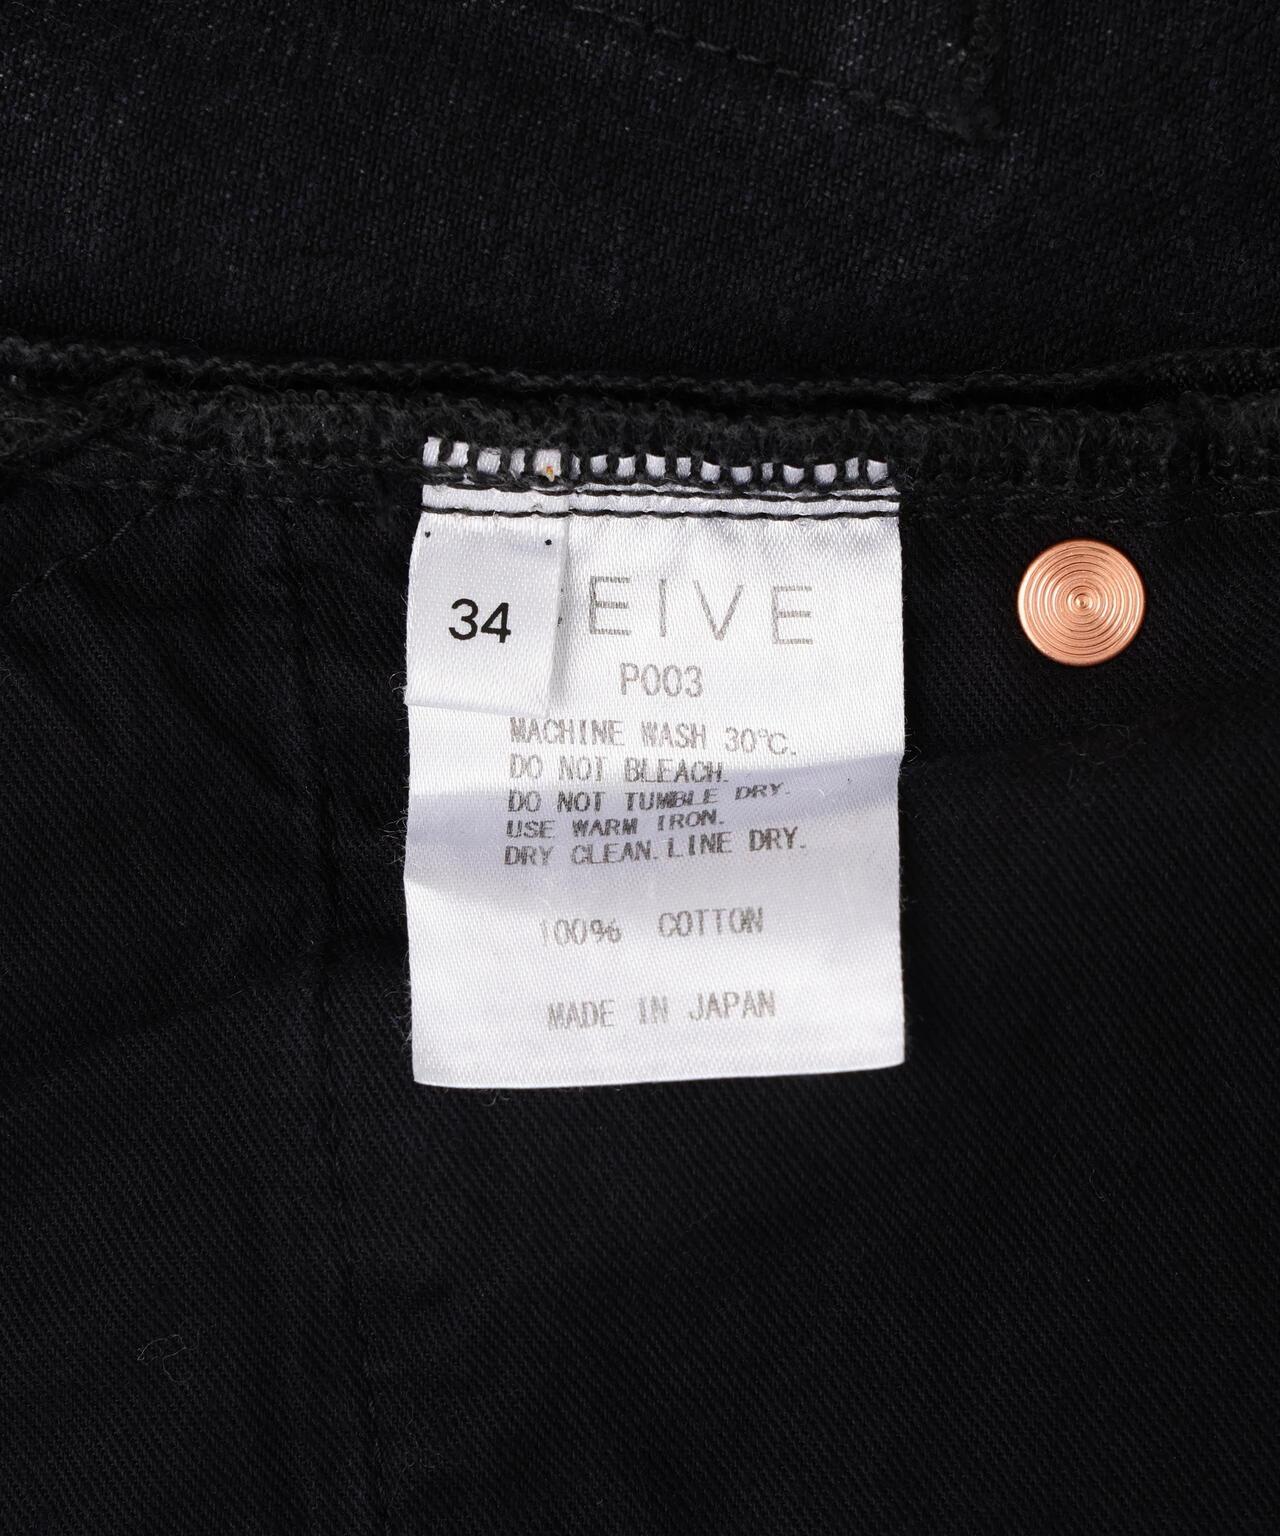 34
EIVE
P003
MACHINE WASH 30℃.
DO NOT BLEACH.
DO NOT TUMBLE DRY.
USE WARM IRON.
DRY CLEAN. LINE DRY.
100% COTTON
MADE IN JAPAN